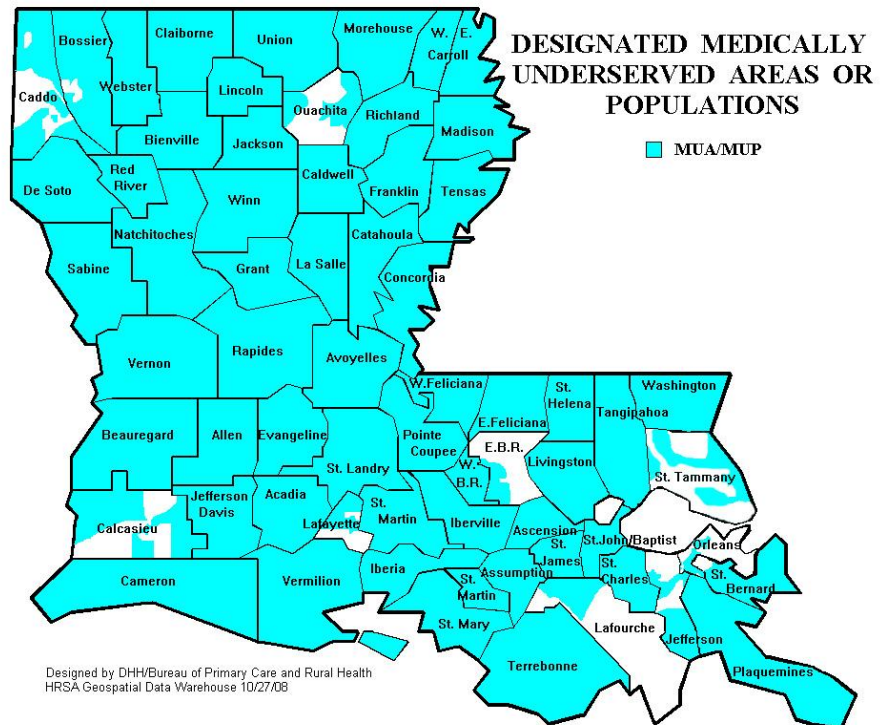 DESIGNATED MEDICALLY
UNDERSERVED AREAS OR
POPULATIONS
MUA/MUP
Caddo
Bossier
Webster
Claiborne
Lincoln
Union
Morehouse
W.
Carroll
E.
Ouachita
Richland
Madison
Bienville
Jackson
Caldwell
Franklin
Tensas
De Soto
Red
River
Winn
Natchitoches
Catahoula
Sabine
Grant
La Salle
Concordia
Vernon
Rapides
Avoyelles
W.Feliciana
E.Feliciana
St.
Helena
Tangipahoa
Washington
Beauregard
Allen
Evangeline
Pointe
Coupee
E.B.R.
W.
B.R.
Livingston
St. Tammany
St. Landry
Calcasieu
Jefferson
Davis
Acadia
Lafayette
St.
Martin
Iberville
Ascension
St.John/Baptist
Orleans
St.
James
Cameron
Vermilion
Iberia
Assumption
St.
Charles
St.
Bernard
St.
Martin
St. Mary
Lafourche
Jefferson
Terrebonne
Plaquemines
Designed by DHH/Bureau of Primary Care and Rural Health
HRSA Geospatial Data Warehouse 10/27/08